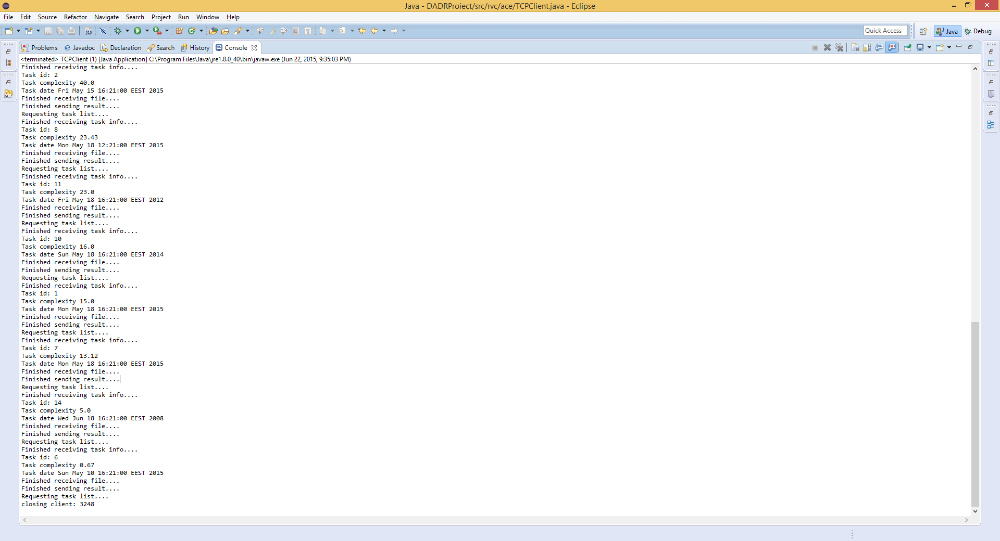 Java - DADRProject/src/rvc/ace/TCPClient.java - Eclipse
File Edit Source Refactor Navigate Search Project Run Window Help
Quick Access
Java
Debug
Problems
@ Javadoc
Declaration
Search
History
Console
<terminated> TCPClient (1) [Java Application] C:\Program Files\Java\jre1.8.0_40\bin\javaw.exe (Jun 22, 2015, 9:35:03 PM)
Finished receiving task info....
Task id: 2
Task complexity 40.0
Task date Fri May 15 16:21:00 EEST 2015
Finished receiving file....
Finished sending result....
Requesting task list....
Finished receiving task info....
Task id: 8
Task complexity 23.43
Task date Mon May 18 12:21:00 EEST 2015
Finished receiving file....
Finished sending result....
Requesting task list....
Finished receiving task info....
Task id: 11
Task complexity 23.0
Task date Fri May 18 16:21:00 EEST 2012
Finished receiving file....
Finished sending result....
Requesting task list....
Finished receiving task info....
Task id: 10
Task complexity 16.0
Task date Sun May 18 16:21:00 EEST 2014
Finished receiving file....
Finished sending result....
Requesting task list....
Finished receiving task info....
Task id: 1
Task complexity 15.0
Task date Mon May 18 16:21:00 EEST 2015
Finished receiving file....
Finished sending result....
Requesting task list....
Finished receiving task info....
Task id: 7
Task complexity 13.12
Task date Mon May 18 16:21:00 EEST 2015
Finished receiving file....
Finished sending result....
Requesting task list....
Finished receiving task info....
Task id: 14
Task complexity 5.0
Task date Wed Jun 18 16:21:00 EEST 2008
Finished receiving file....
Finished sending result....
Requesting task list....
Finished receiving task info....
Task id: 6
Task complexity 0.67
Task date Sun May 10 16:21:00 EEST 2015
Finished receiving file....
Finished sending result....
Requesting task list....
closing client: 3248